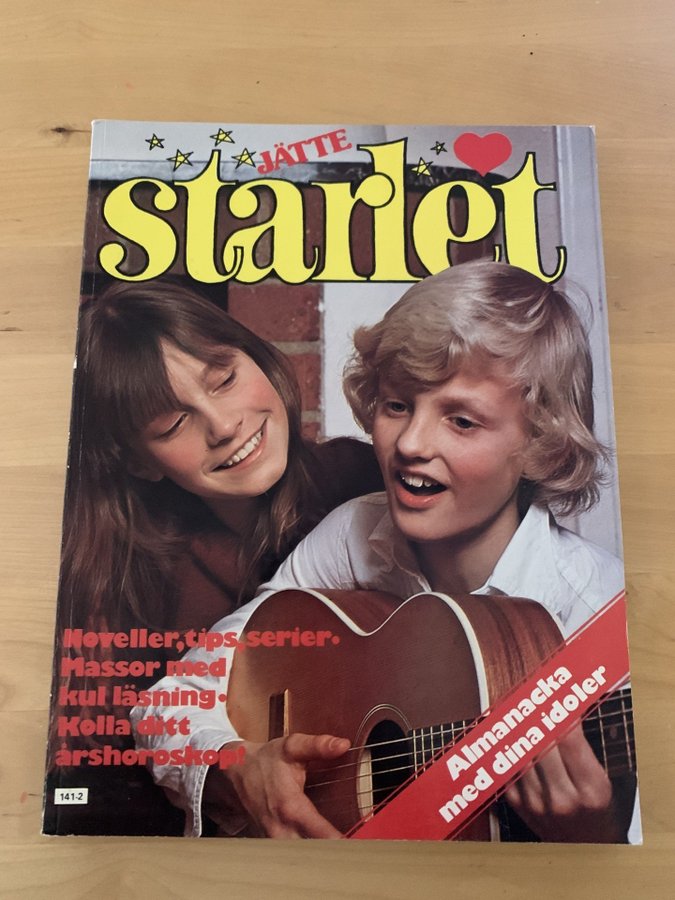 JÄTTE
starlet
Noveller, tips, serier.
Massor med
kul läsning.
Kolla ditt
årshoroskop!
Almanacka
med dina idoler
141-2